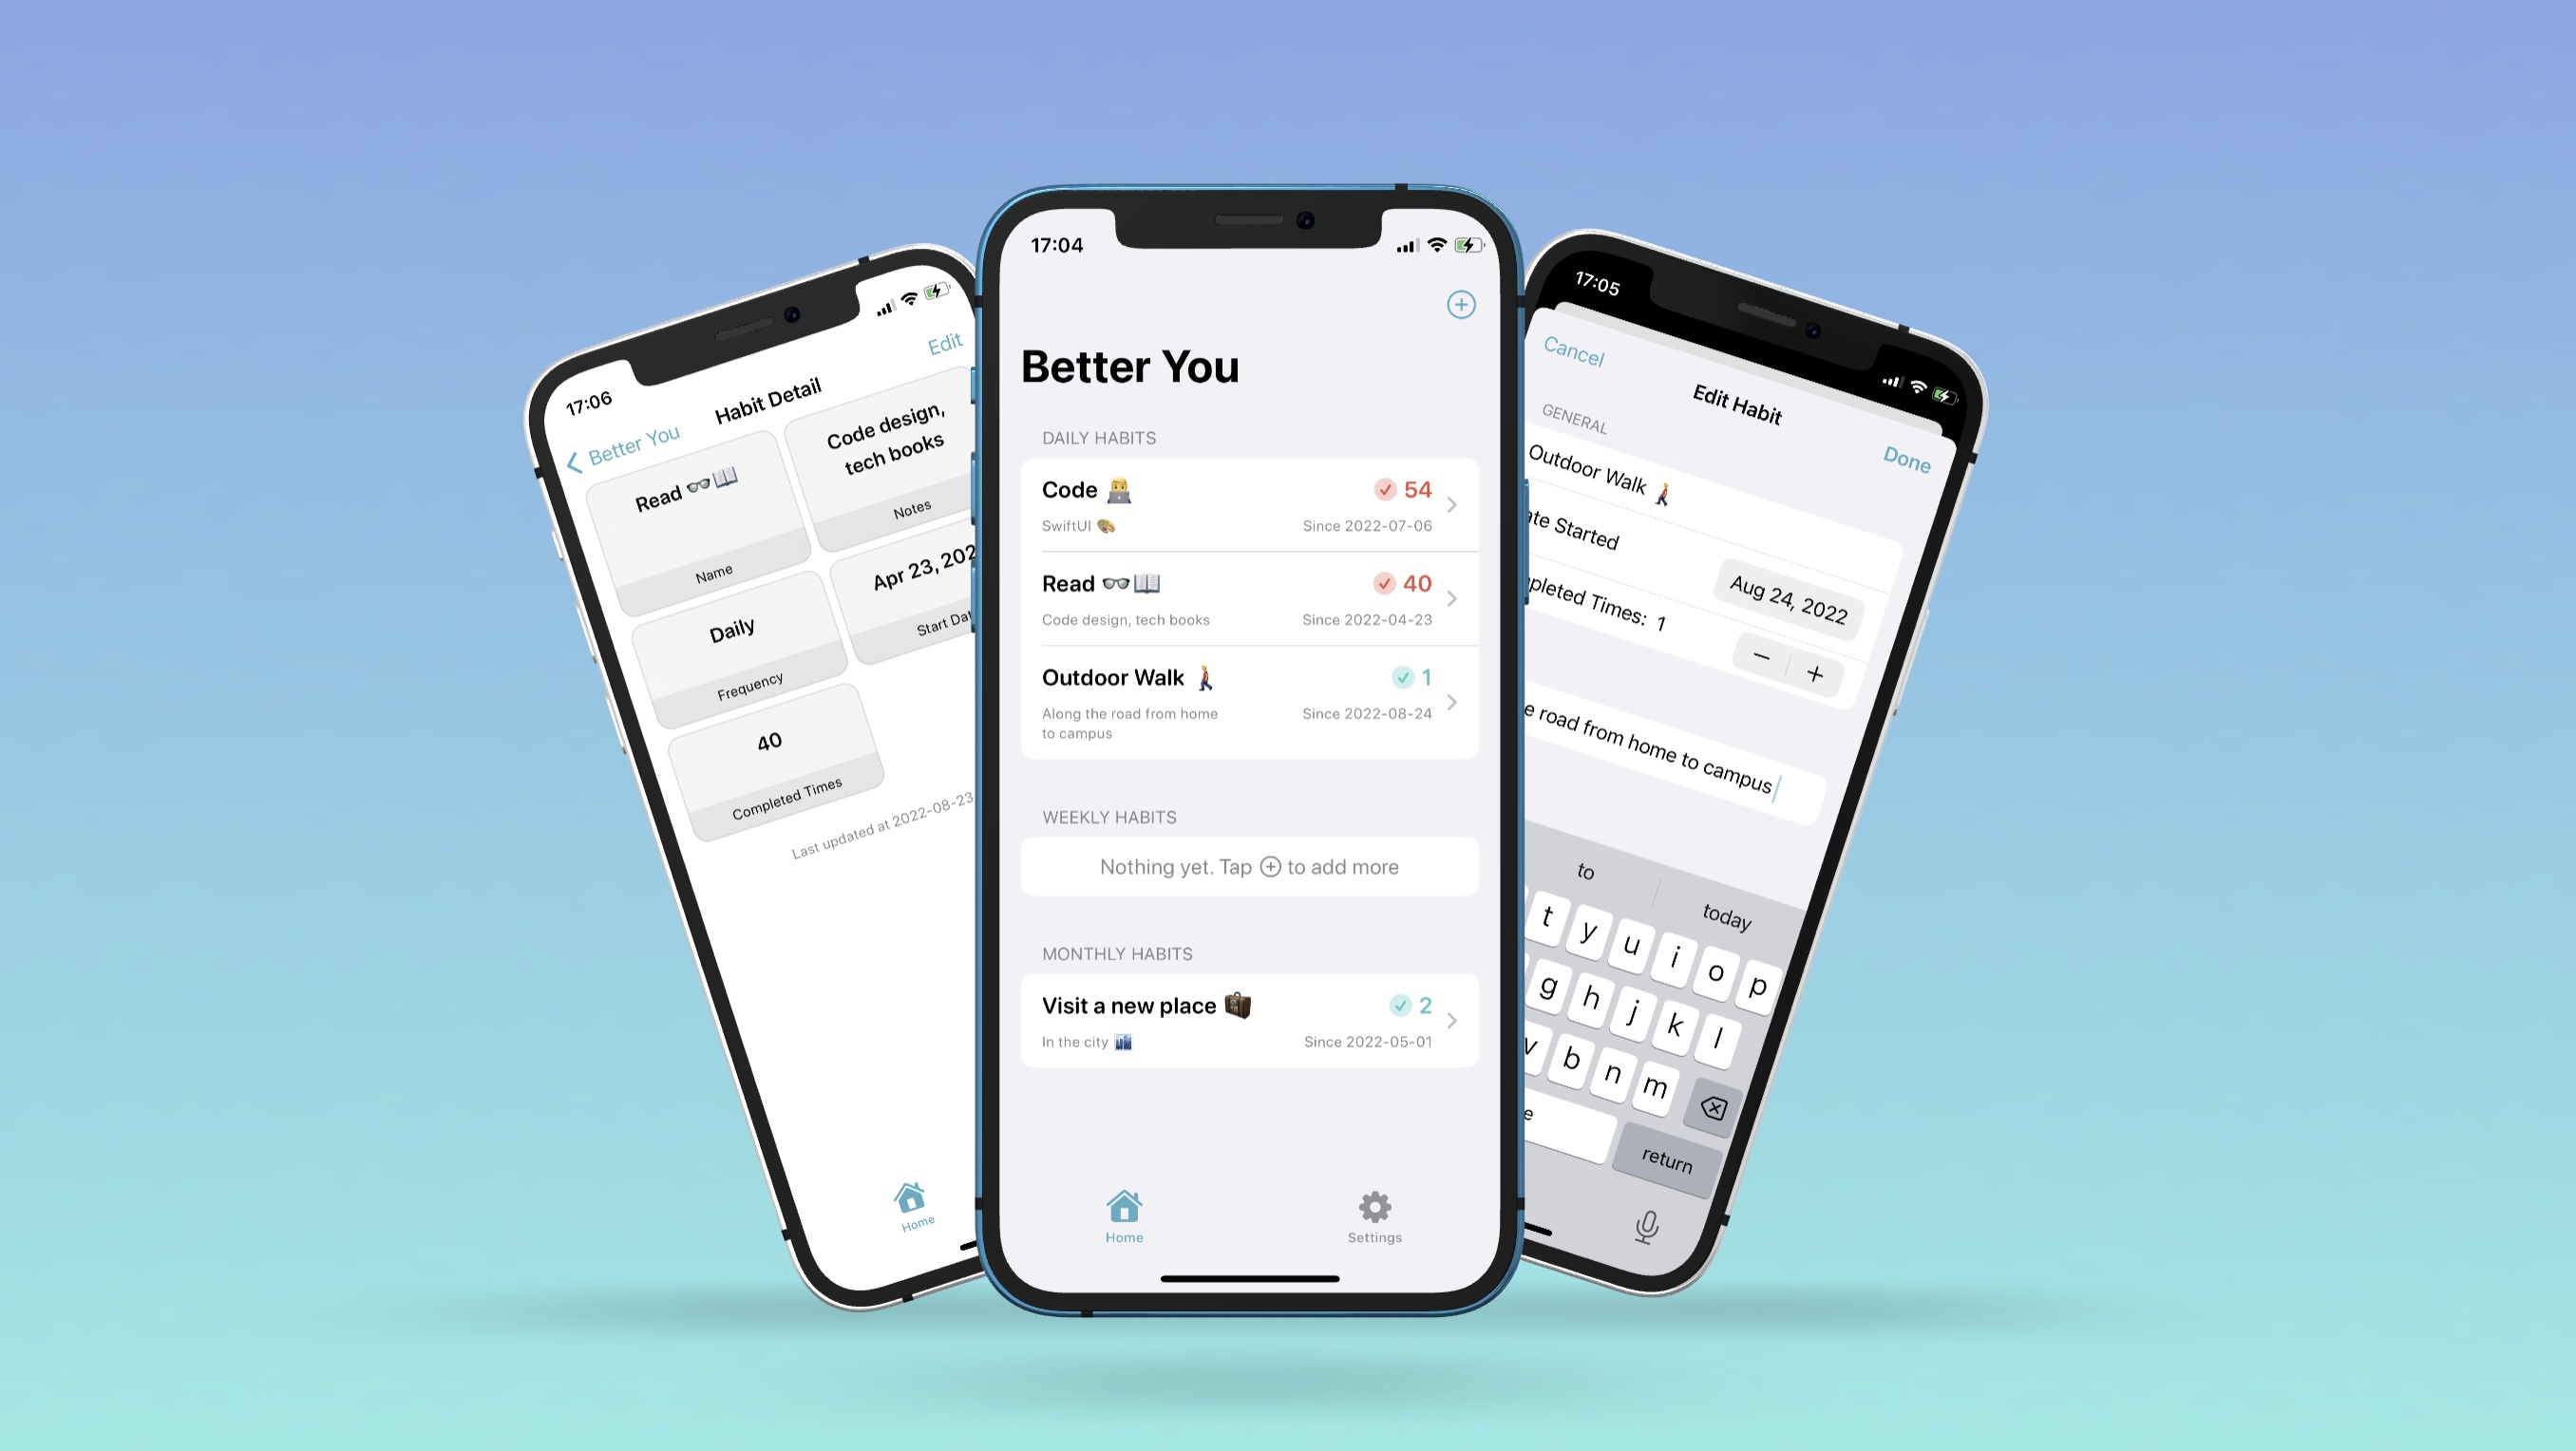 17:06
Edit
Habit Detail
Better You
Read 👓📖
Name
Code design,
tech books
Notes
Daily
Frequency
Apr 23, 202
Start Dat
40
Completed Times
Last updated at 2022-08-23
Home
17:04
Better You
DAILY HABITS
Code 👨🏼‍💻
54
SwiftUI 🎨
Since 2022-07-06
Read 👓📖
40
Code design, tech books
Since 2022-04-23
Outdoor Walk 🚶
1
Along the road from home
to campus
Since 2022-08-24
WEEKLY HABITS
Nothing yet. Tap ⊕ to add more
MONTHLY HABITS
Visit a new place 🧳
2
In the city 🏙
Since 2022-05-01
Home
Settings
17:05
Cancel
Edit Habit
Done
GENERAL
Outdoor Walk 🚶
ate Started
Aug 24, 2022
pleted Times: 1
− +
e road from home to campus
to
today
t y u i o p
g h j k l
v b n m
e
return